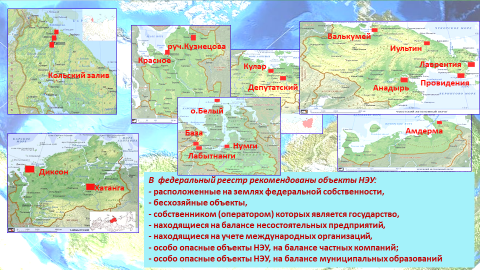 Кольский залив
руч.Кузнецова
Красное
Кулар
Депутатский
Валькумей
Иультин
Лаврентия
Провидения
Анадырь
о.Белый
База
Нумги
Лабытнанги
Амдерма
Диксон
Хатанга
В федеральный реестр рекомендованы объекты НЭУ:
- расположенные на землях федеральной собственности,
- бесхозяйные объекты,
- собственником (оператором) которых является государство,
- находящиеся на балансе несостоятельных предприятий,
- находящиеся на учете международных организаций,
- особо опасные объекты НЭУ, на балансе частных компаний;
- особо опасные объекты НЭУ, на балансе муниципальных образований